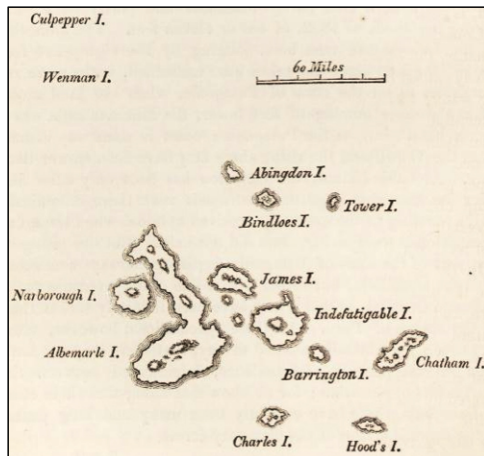 Culpepper I.
Wenman I.
60 Miles
Abingdon I.
Bindloes I.
Tower I.
James I.
Narborough I.
Indefatigable I.
Albemarle I.
Barrington I.
Chatham I.
Charles I.
Hood's I.